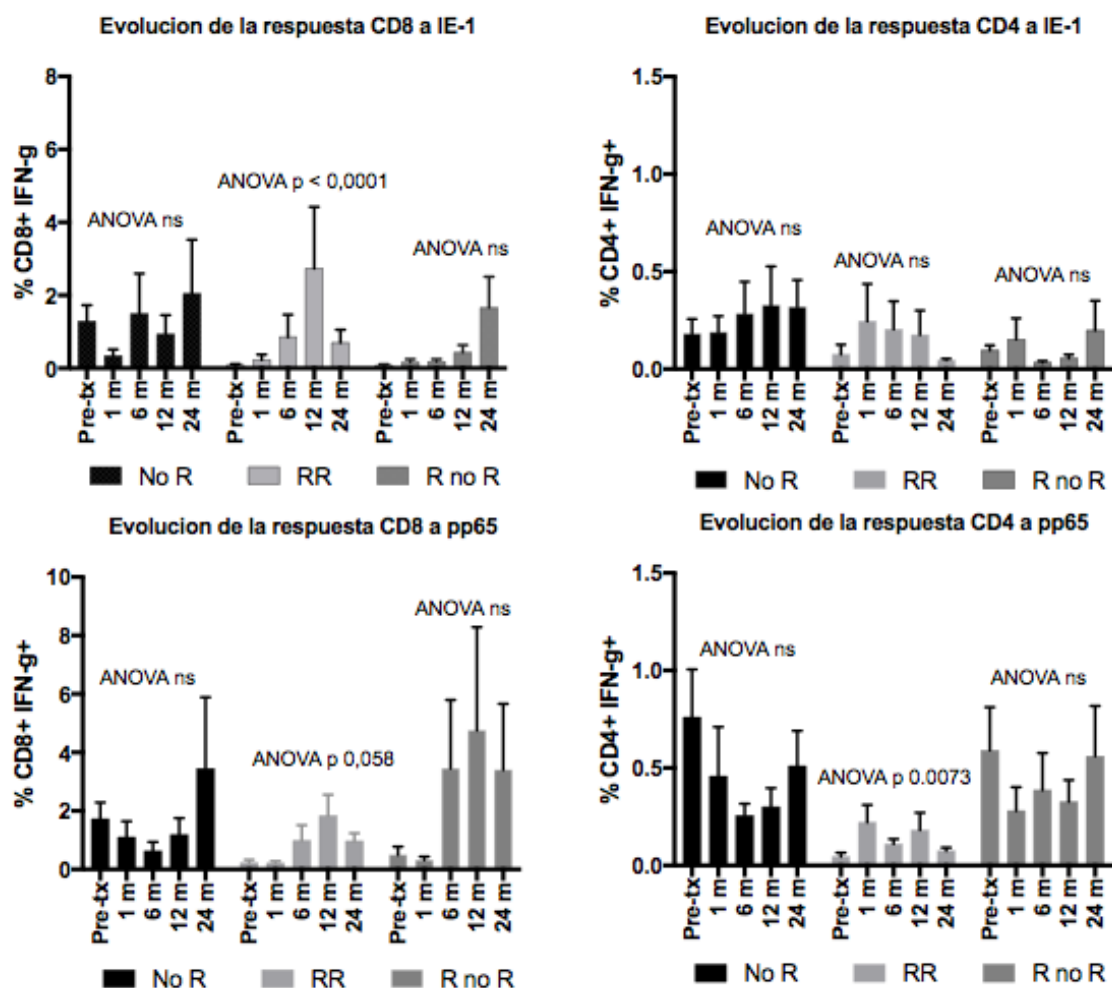 Evolucion de la respuesta CD8 a IE-1
% CD8+ IFN-g
8
6
4
2
0
ANOVA ns
ANOVA p < 0,0001
ANOVA ns
Pre-tx 1 m 6 m 12 m 24 m Pre-tx 1 m 6 m 12 m 24 m Pre-tx 1 m 6 m 12 m 24 m
No R RR R no R
Evolucion de la respuesta CD4 a IE-1
% CD4+ IFN-g+
1.5
1.0
0.5
0.0
ANOVA ns
ANOVA ns
ANOVA ns
Pre-tx 1 m 6 m 12 m 24 m Pre-tx 1 m 6 m 12 m 24 m Pre-tx 1 m 6 m 12 m 24 m
No R RR R no R
Evolucion de la respuesta CD8 a pp65
% CD8+ IFN-g+
10
8
6
4
2
0
ANOVA ns
ANOVA p 0,058
ANOVA ns
Pre-tx 1 m 6 m 12 m 24 m Pre-tx 1 m 6 m 12 m 24 m Pre-tx 1 m 6 m 12 m 24 m
No R RR R no R
Evolucion de la respuesta CD4 a pp65
% CD4+ IFN-g+
1.5
1.0
0.5
0.0
ANOVA ns
ANOVA p 0.0073
ANOVA ns
Pre-tx 1 m 6 m 12 m 24 m Pre-tx 1 m 6 m 12 m 24 m Pre-tx 1 m 6 m 12 m 24 m
No R RR R no R